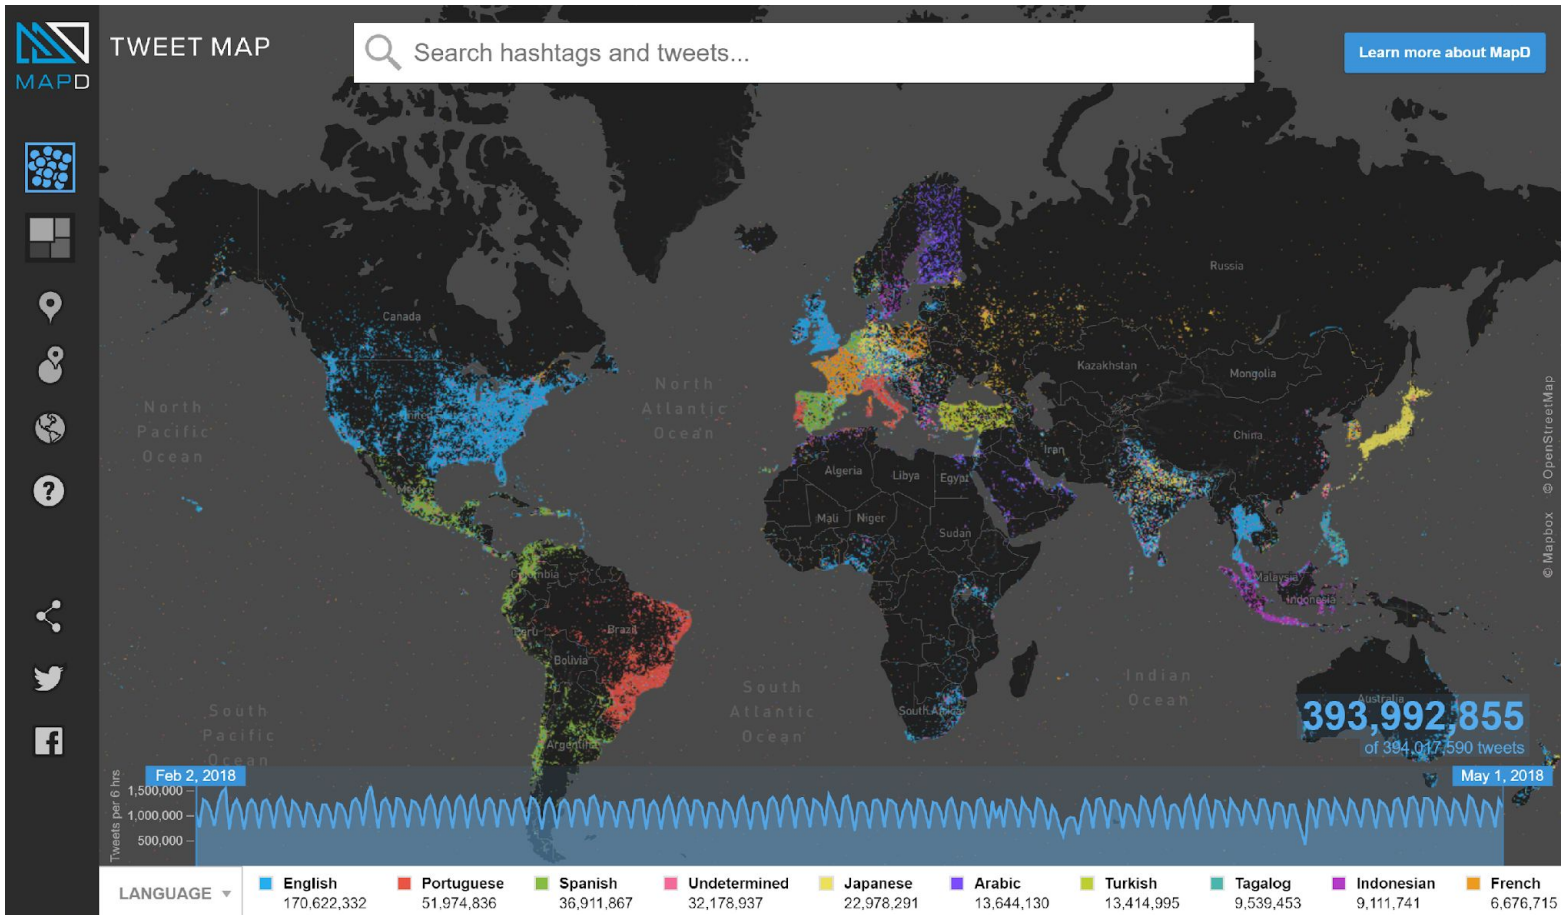 MAPD
TWEET MAP
Search hashtags and tweets...
Learn more about MapD
Canada
Russia
Kazakhstan
Mongolia
North
Pacific
Ocean
North
Atlantic
Ocean
China
Iran
Algeria
Libya
Egypt
Mali
Niger
Sudan
Malaysia
Indonesia
Colombia
Peru
Brazil
Bolivia
Argentina
South
Pacific
Ocean
South
Atlantic
Ocean
Indian
Ocean
South Africa
Australia
© Mapbox © OpenStreetMap
393,992,855
of 394,017,590 tweets
Feb 2, 2018
May 1, 2018
Tweets per 6 hrs
1,500,000
1,000,000
500,000
LANGUAGE
English
170,622,332
Portuguese
51,974,836
Spanish
36,911,867
Undetermined
32,178,937
Japanese
22,978,291
Arabic
13,644,130
Turkish
13,414,995
Tagalog
9,539,453
Indonesian
9,111,741
French
6,676,715